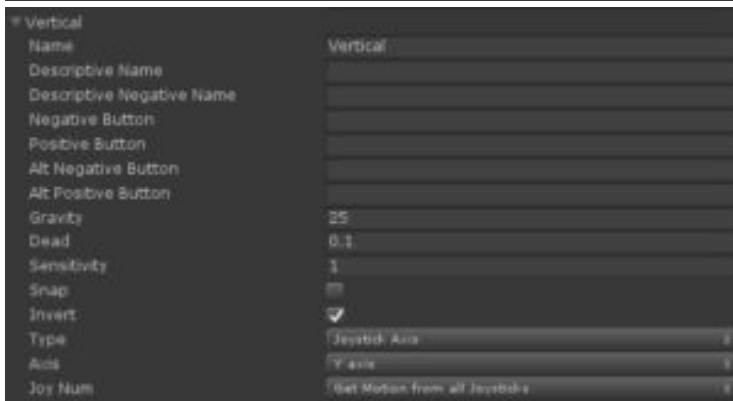 Vertical
Name Vertical
Descriptive Name
Descriptive Negative Name
Negative Button
Positive Button
Alt Negative Button
Alt Positive Button
Gravity 25
Dead 0.1
Sensitivity 1
Snap
Invert
Type Joystick Axis
Axis Y axis
Joy Num Get Motion from all Joysticks